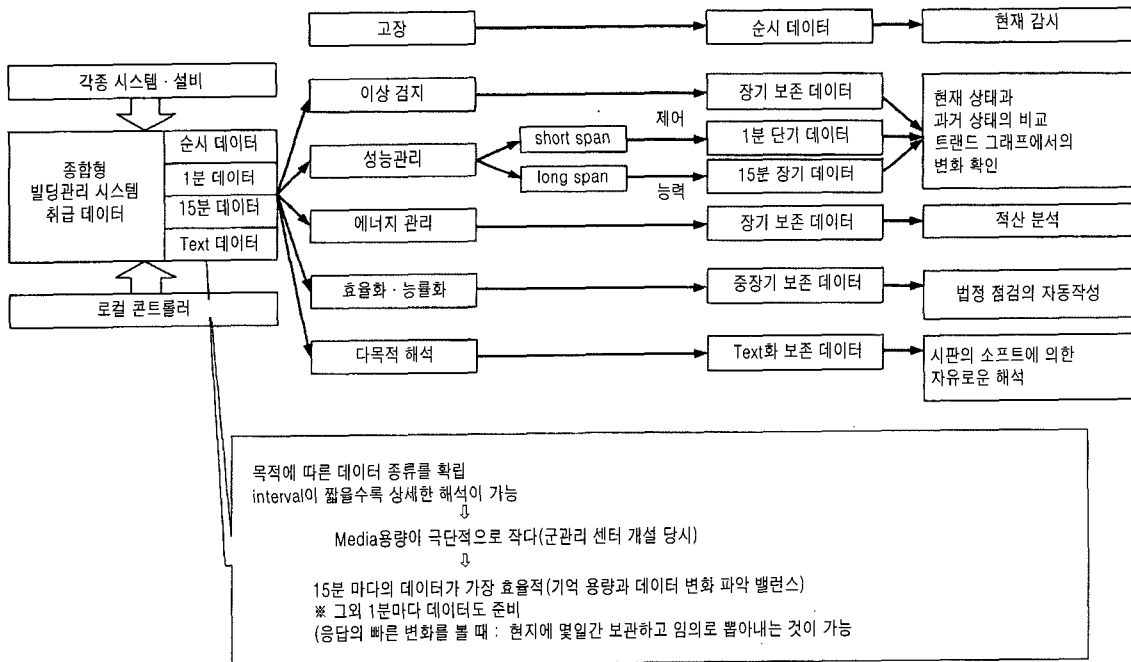 고장
순시 데이터
현재 감시
각종 시스템 · 설비
이상 검지
장기 보존 데이터
현재 상태과
과거 상태의 비교
트랜드 그래프에서의
변화 확인
종합형
빌딩관리 시스템
취급 데이터
순시 데이터
1분 데이터
15분 데이터
Text 데이터
성능관리
short span
제어
1분 단기 데이터
long span
능력
15분 장기 데이터
에너지 관리
장기 보존 데이터
적산 분석
로컬 콘트롤러
효율화 · 능률화
중장기 보존 데이터
법정 점검의 자동작성
다목적 해석
Text화 보존 데이터
시판의 소프트에 의한
자유로운 해석
목적에 따른 데이터 종류를 확립
interval이 짧을수록 상세한 해석이 가능
⇩
Media용량이 극단적으로 작다(군관리 센터 개설 당시)
⇩
15분 마다의 데이터가 가장 효율적(기억 용량과 데이터 변화 파악 밸런스)
※ 그외 1분마다 데이터도 준비
(응답의 빠른 변화를 볼 때 : 현지에 몇일간 보관하고 임의로 뽑아내는 것이 가능